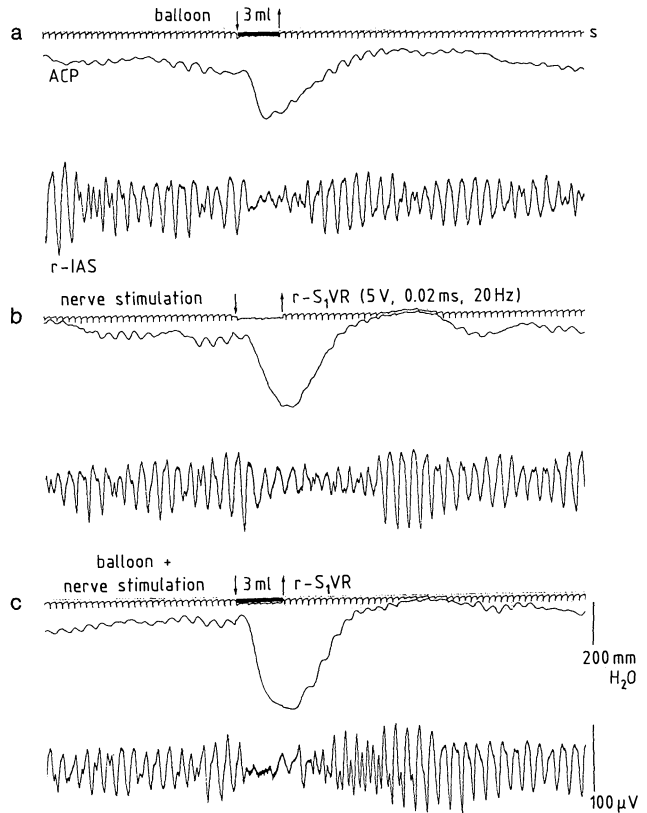 balloon 3 ml
a s
ACP
r-IAS
nerve stimulation r-S₁VR (5 V, 0.02 ms, 20 Hz)
b
balloon +
nerve stimulation 3 ml r-S₁VR
c
200 mm
H₂O
100 µV